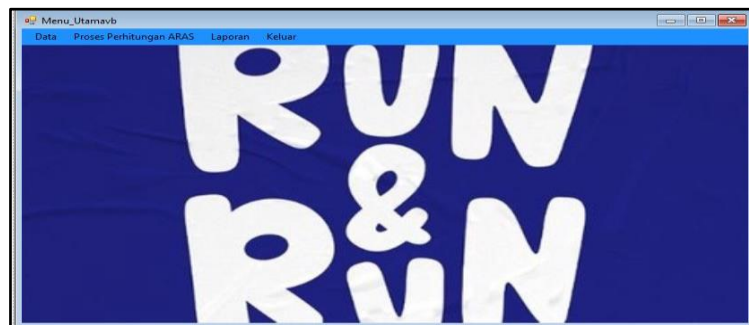 Menu_Utamavb
Data Proses Perhitungan ARAS Laporan Keluar
RUN
&
RUN